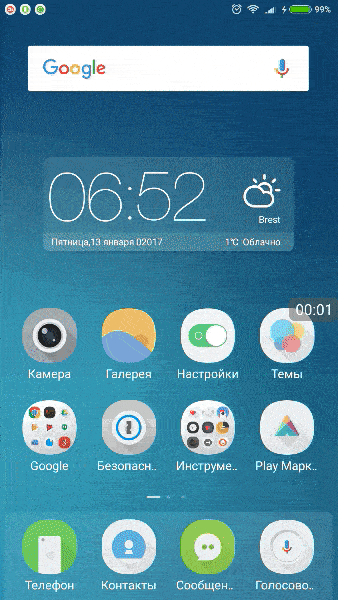 99%
Google
06:52
Brest
Пятница,13 января 02017
1°C Облачно
00:01
Камера
Галерея
Настройки
Темы
Google
Безопасн..
Инструме..
Play Марк..
Телефон
Контакты
Сообщен..
Голосово..